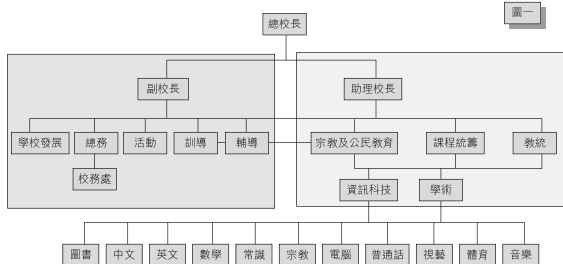 圖一
總校長
副校長 助理校長
學校發展 總務 活動 訓導 輔導 宗教及公民教育 課程統籌 教統
校務處 資訊科技 學術
圖書 中文 英文 數學 常識 宗教 電腦 普通話 視藝 體育 音樂